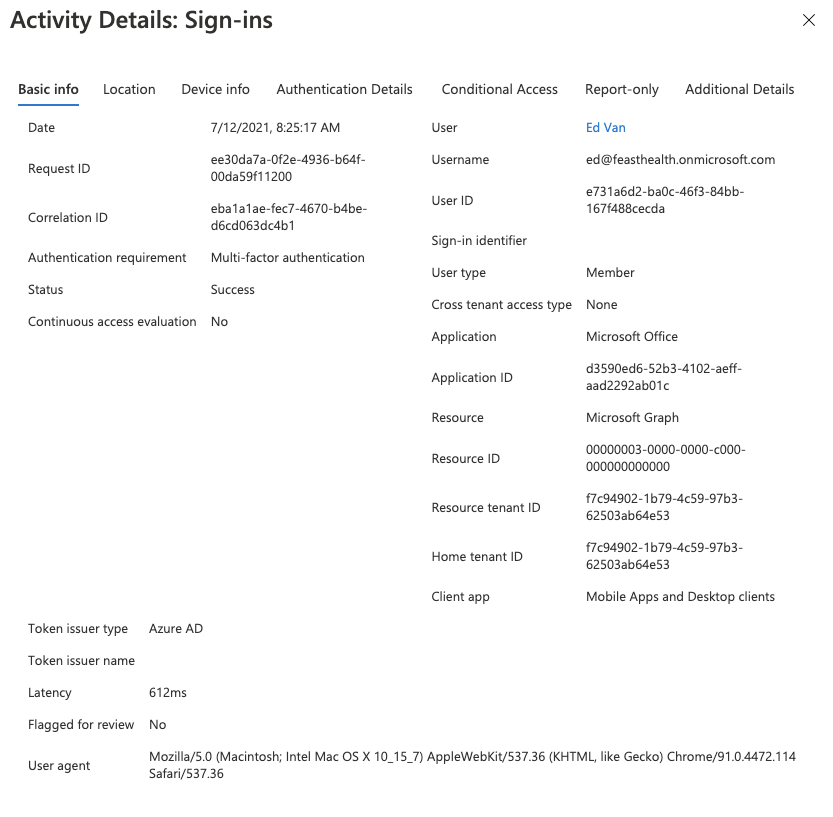 Activity Details: Sign-ins
Basic info
Location
Device info
Authentication Details
Conditional Access
Report-only
Additional Details
Date
7/12/2021, 8:25:17 AM
Request ID
ee30da7a-0f2e-4936-b64f-
00da59f11200
Correlation ID
eba1a1ae-fec7-4670-b4be-
d6cd063dc4b1
Authentication requirement
Multi-factor authentication
Status
Success
Continuous access evaluation
No
User
Ed Van
Username
ed@feasthealth.onmicrosoft.com
User ID
e731a6d2-ba0c-46f3-84bb-
167f488cecda
Sign-in identifier
User type
Member
Cross tenant access type
None
Application
Microsoft Office
Application ID
d3590ed6-52b3-4102-aeff-
aad2292ab01c
Resource
Microsoft Graph
Resource ID
00000003-0000-0000-c000-
000000000000
Resource tenant ID
f7c94902-1b79-4c59-97b3-
62503ab64e53
Home tenant ID
f7c94902-1b79-4c59-97b3-
62503ab64e53
Client app
Mobile Apps and Desktop clients
Token issuer type
Azure AD
Token issuer name
Latency
612ms
Flagged for review
No
User agent
Mozilla/5.0 (Macintosh; Intel Mac OS X 10_15_7) AppleWebKit/537.36 (KHTML, like Gecko) Chrome/91.0.4472.114
Safari/537.36